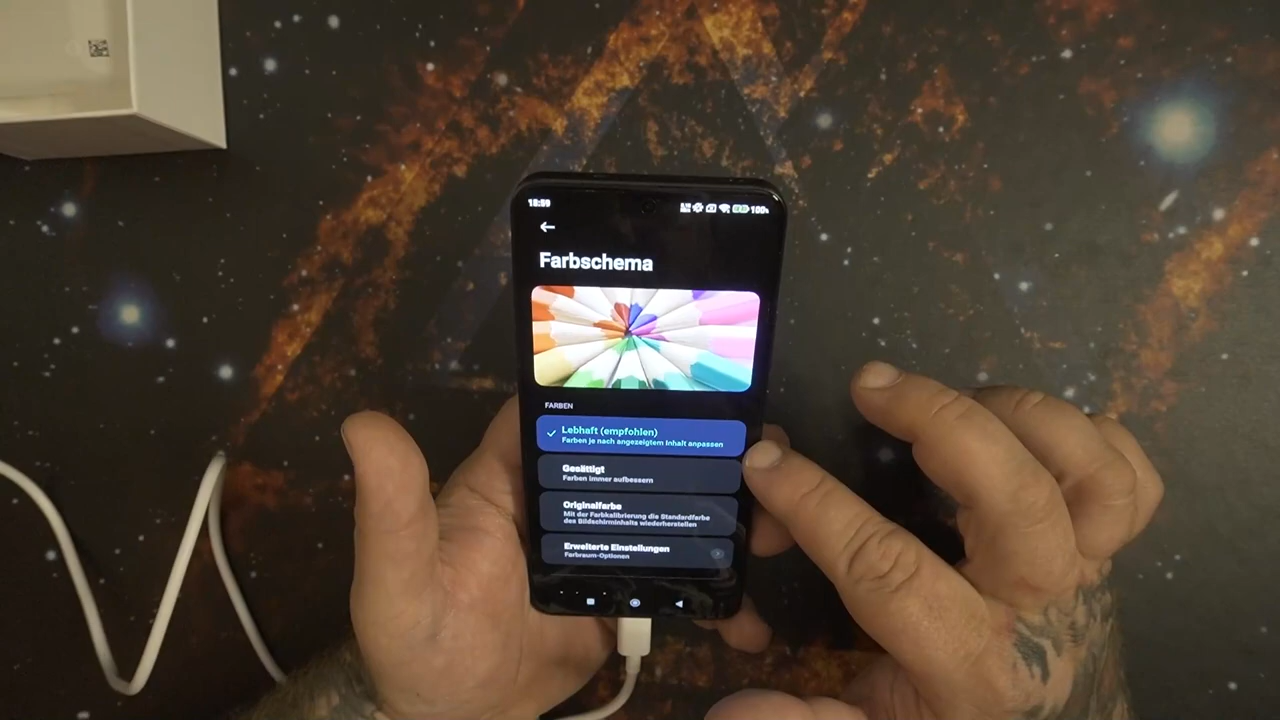 18:59
100%
Farbschema
FARBEN
Lebhaft (empfohlen)
Farben je nach angezeigtem Inhalt anpassen
Gesättigt
Farben immer aufbessern
Originalfarbe
Mit der Farbkalibrierung die Standardfarbe
des Bildschirminhalts wiederherstellen
Erweiterte Einstellungen
Farbraum-Optionen